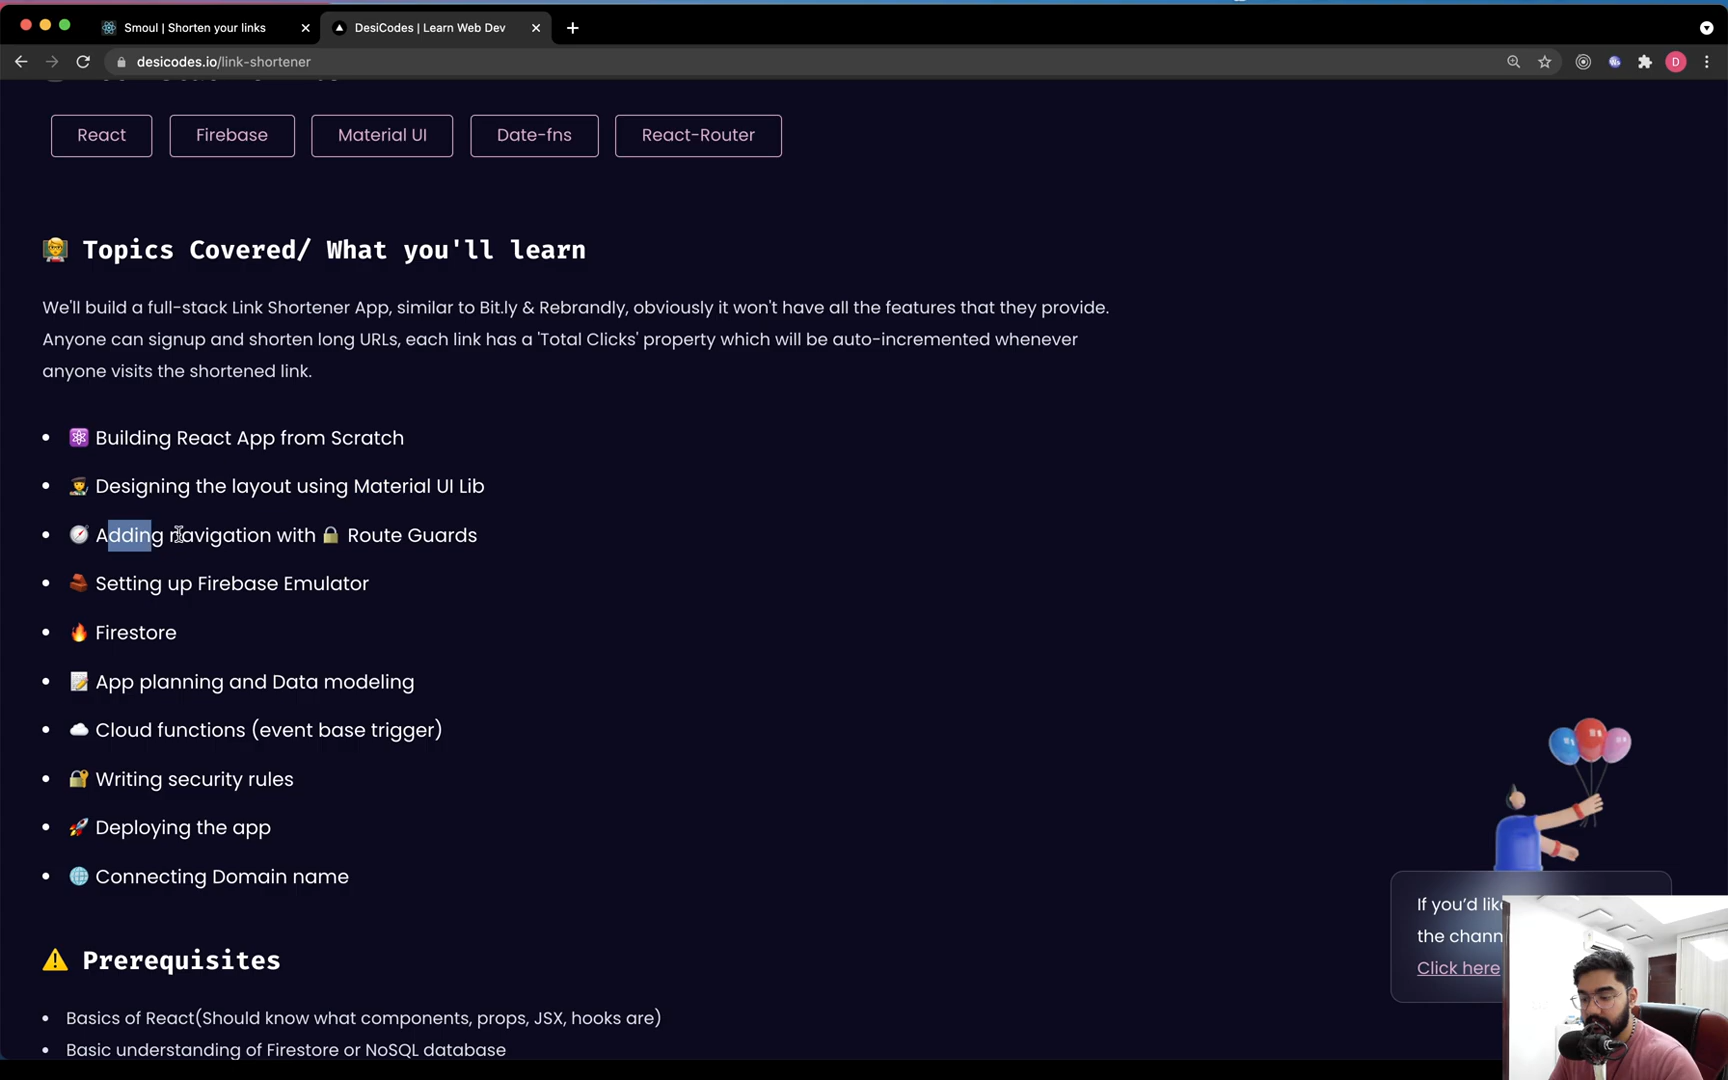 Smoul | Shorten your links
DesiCodes | Learn Web Dev
desicodes.io/link-shortener
Ws
D
React
Firebase
Material UI
Date-fns
React-Router
Topics Covered/ What you'll learn
We'll build a full-stack Link Shortener App, similar to Bit.ly & Rebrandly, obviously it won't have all the features that they provide.
Anyone can signup and shorten long URLs, each link has a 'Total Clicks' property which will be auto-incremented whenever
anyone visits the shortened link.
Building React App from Scratch
Designing the layout using Material UI Lib
Adding navigation with 🔒 Route Guards
Setting up Firebase Emulator
Firestore
App planning and Data modeling
Cloud functions (event base trigger)
Writing security rules
Deploying the app
Connecting Domain name
If you'd
the chann
Click here
Prerequisites
Basics of React(Should know what components, props, JSX, hooks are)
Basic understanding of Firestore or NoSQL database